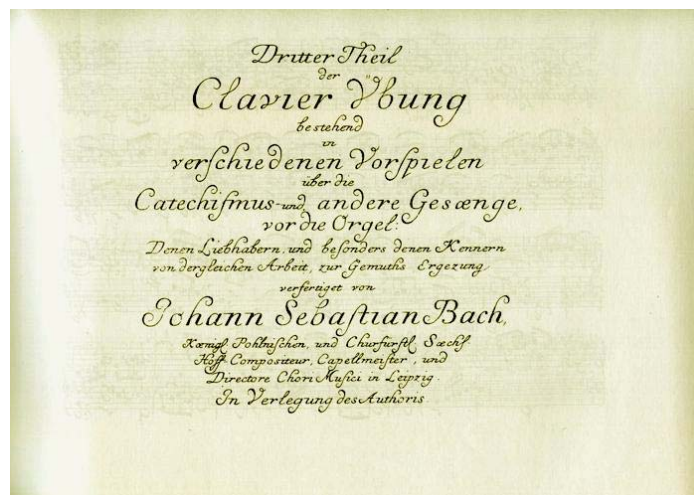 Dritter Theil
der
Clavier Ubung
bestehend
in
verschiedenen Vorspielen
über die
Catechismus-und andere Gesænge,
vor die Orgel:
Denen Liebhabern, und besonders denen Kennern
von dergleichen Arbeit, zur Gemüths Ergezung
verfertiget von
Johann Sebastian Bach,
Kœnigl. Pohlnischen, und Churfürstl. Sæchs.
Hoff-Compositeur, Capellmeister, und
Directore Chori Musici in Leipzig.
In Verlegung des Authoris.